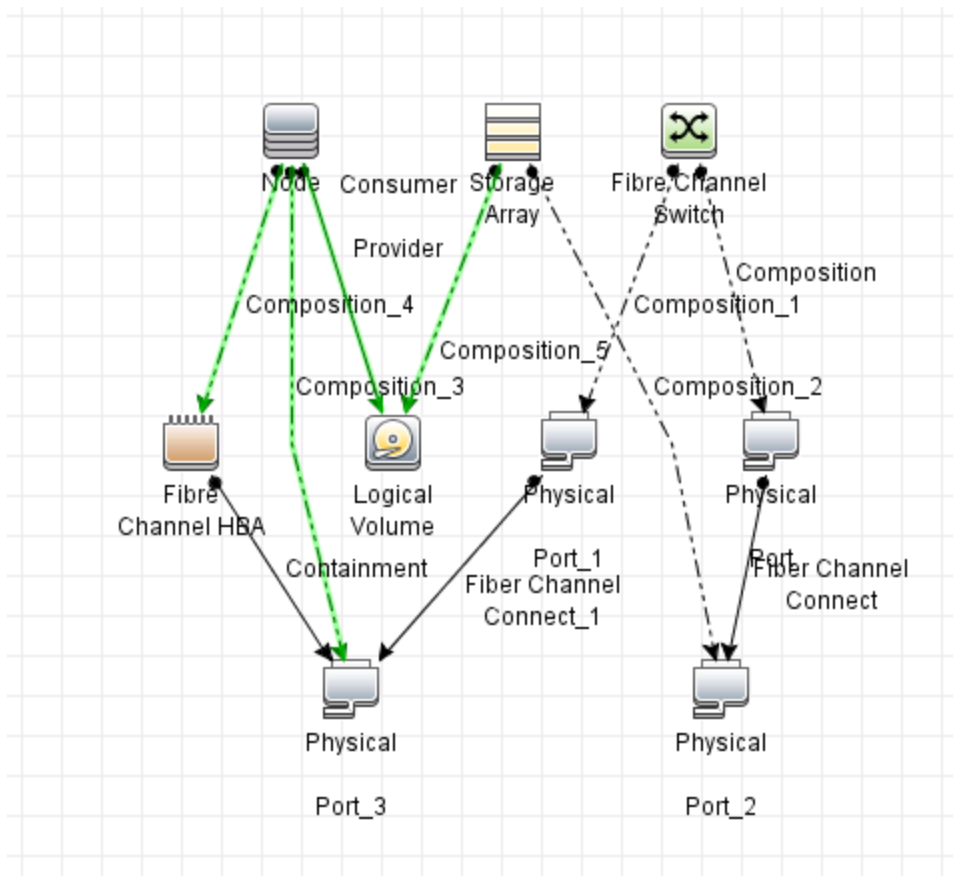 Node
Consumer
Storage
Array
Fibre Channel
Switch
Provider
Composition
Composition_4
Composition_1
Composition_5
Composition_3
Composition_2
Fibre
Channel HBA
Logical
Volume
Physical
Port_1
Physical
Port
Containment
Fiber Channel
Connect_1
Fiber Channel
Connect
Physical
Port_3
Physical
Port_2